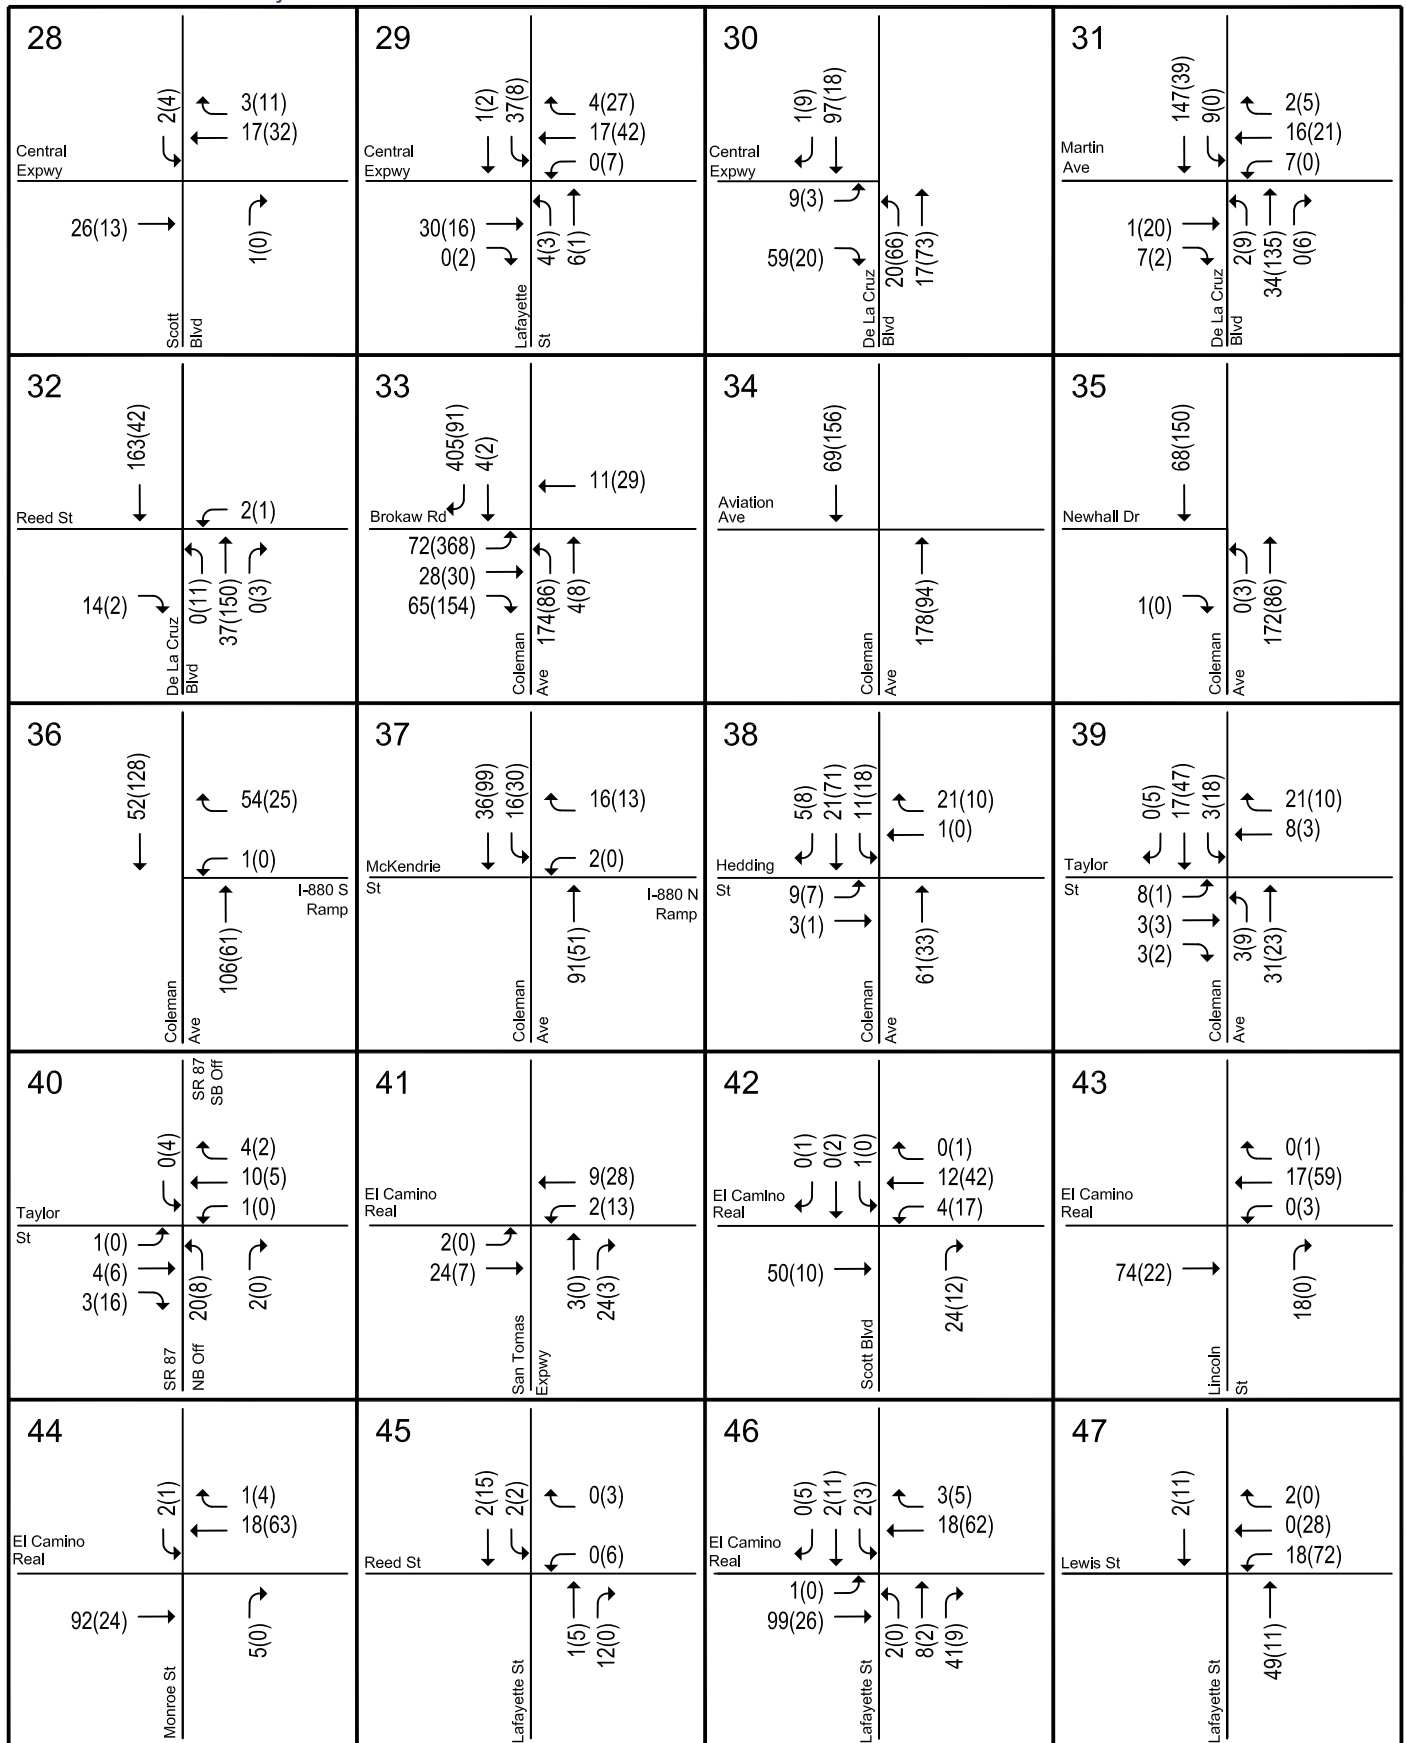 28
2(4)
3(11)
17(32)
Central
Expwy
26(13)
1(0)
Scott
Blvd
29
1(2)
37(8)
4(27)
17(42)
0(7)
Central
Expwy
30(16)
0(2)
4(3)
6(1)
Lafayette
St
30
1(9)
97(18)
Central
Expwy
9(3)
59(20)
20(66)
17(73)
De La Cruz
Blvd
31
147(39)
9(0)
2(5)
16(21)
7(0)
Martin
Ave
1(20)
7(2)
2(9)
34(135)
0(6)
De La Cruz
Blvd
32
163(42)
2(1)
Reed St
14(2)
0(11)
37(150)
0(3)
De La Cruz
Blvd
33
405(91)
4(2)
11(29)
Brokaw Rd
72(368)
28(30)
65(154)
174(86)
4(8)
Coleman
Ave
34
69(156)
Aviation
Ave
178(94)
Coleman
Ave
35
68(150)
Newhall Dr
1(0)
0(3)
172(86)
Coleman
Ave
36
52(128)
54(25)
1(0)
I-880 S
Ramp
106(61)
Coleman
Ave
37
36(99)
16(30)
16(13)
2(0)
McKendrie
St
I-880 N
Ramp
91(51)
Coleman
Ave
38
5(8)
21(71)
11(18)
21(10)
1(0)
Hedding
St
9(7)
3(1)
61(33)
Coleman
Ave
39
0(5)
17(47)
3(18)
21(10)
8(3)
Taylor
St
8(1)
3(3)
3(2)
3(9)
31(23)
Coleman
Ave
40
SR 87
SB Off
0(4)
4(2)
10(5)
1(0)
Taylor
St
1(0)
4(6)
3(16)
20(8)
2(0)
SR 87
NB Off
41
9(28)
2(13)
El Camino
Real
2(0)
24(7)
3(0)
24(3)
San Tomas
Expwy
42
0(1)
0(2)
1(0)
0(1)
12(42)
4(17)
El Camino
Real
50(10)
24(12)
Scott Blvd
43
0(1)
17(59)
0(3)
El Camino
Real
74(22)
18(0)
Lincoln
St
44
2(1)
1(4)
18(63)
El Camino
Real
92(24)
5(0)
Monroe St
45
2(15)
2(2)
0(3)
0(6)
Reed St
1(5)
12(0)
Lafayette St
46
0(5)
2(11)
2(3)
3(5)
18(62)
El Camino
Real
1(0)
99(26)
2(0)
8(2)
41(9)
Lafayette St
47
2(11)
2(0)
0(28)
18(72)
Lewis St
49(11)
Lafayette St